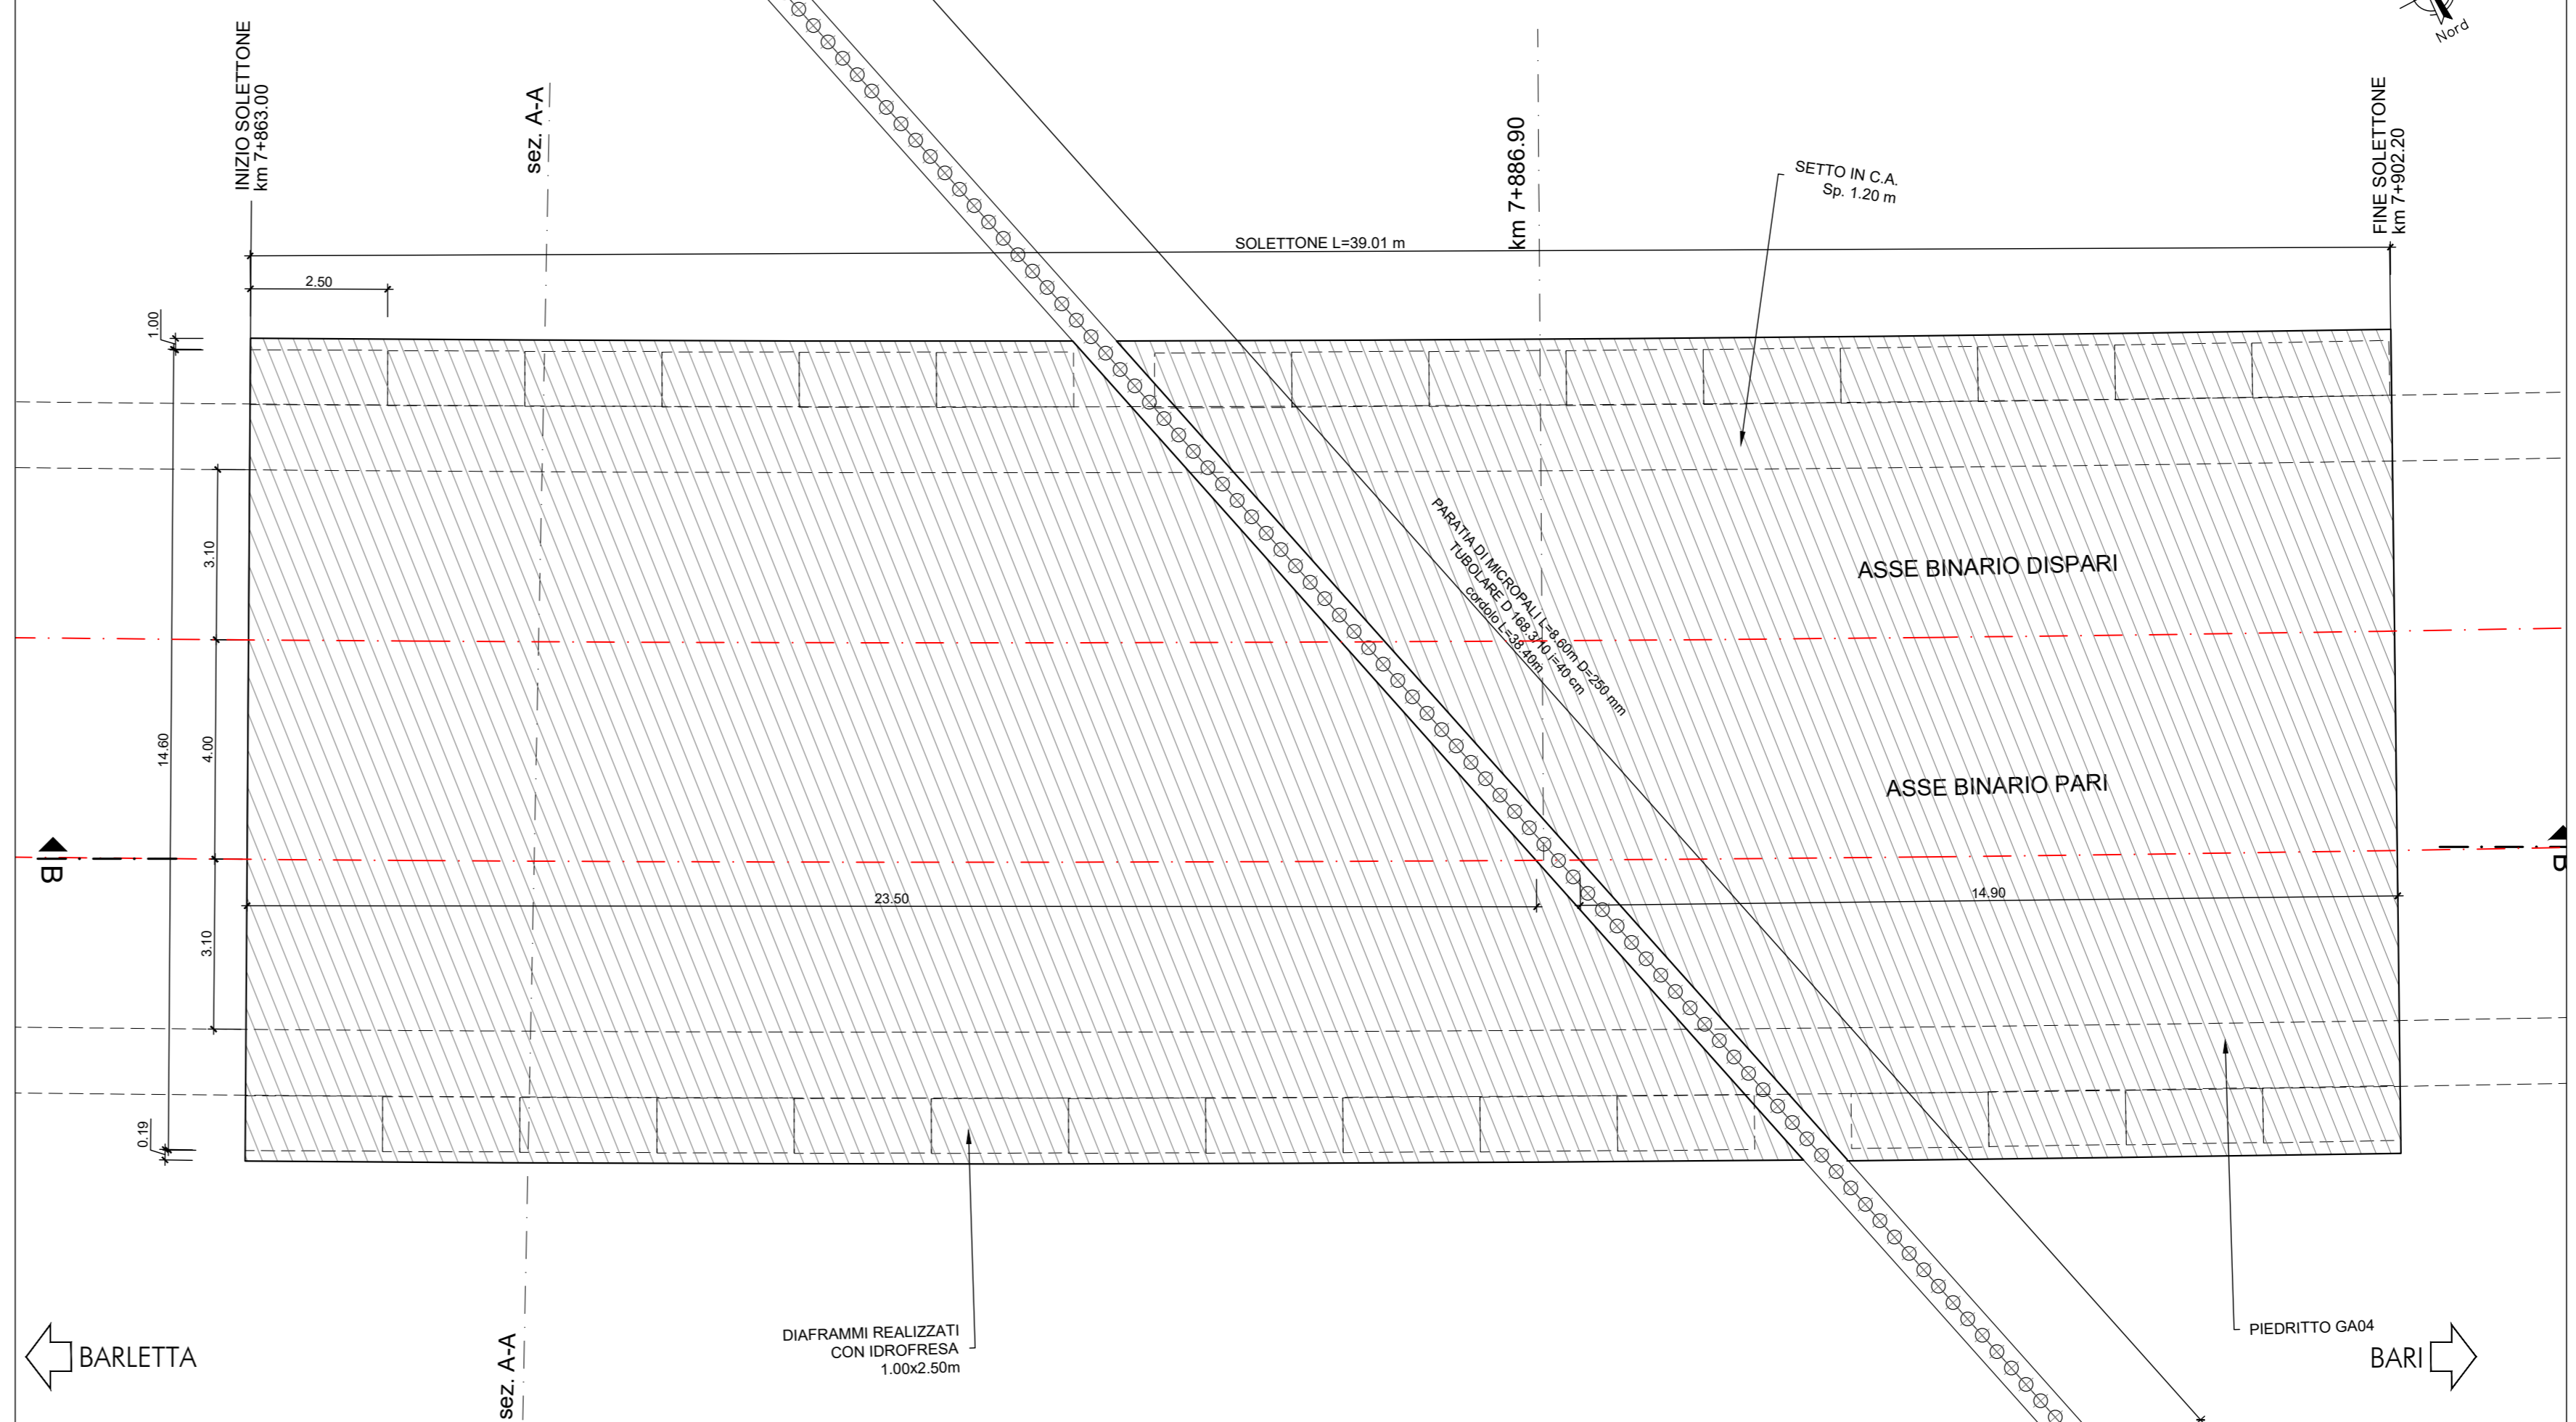 Nord
INIZIO SOLETTONE
km 7+863.00
sez. A-A
km 7+886.90
SETTO IN C.A.
Sp. 1.20 m
FINE SOLETTONE
km 7+902.20
SOLETTONE L=39.01 m
2.50
1.00
3.10
PARATIA DI MICROPALI L=8.60m D=250 mm
TUBOLARE D 168.3/10 i=40 cm
cordolo L=38.40m
ASSE BINARIO DISPARI
14.60
4.00
ASSE BINARIO PARI
B
B
23.50
14.90
3.10
0.19
DIAFRAMMI REALIZZATI
CON IDROFRESA
1.00x2.50m
PIEDRITTO GA04
BARLETTA
sez. A-A
BARI